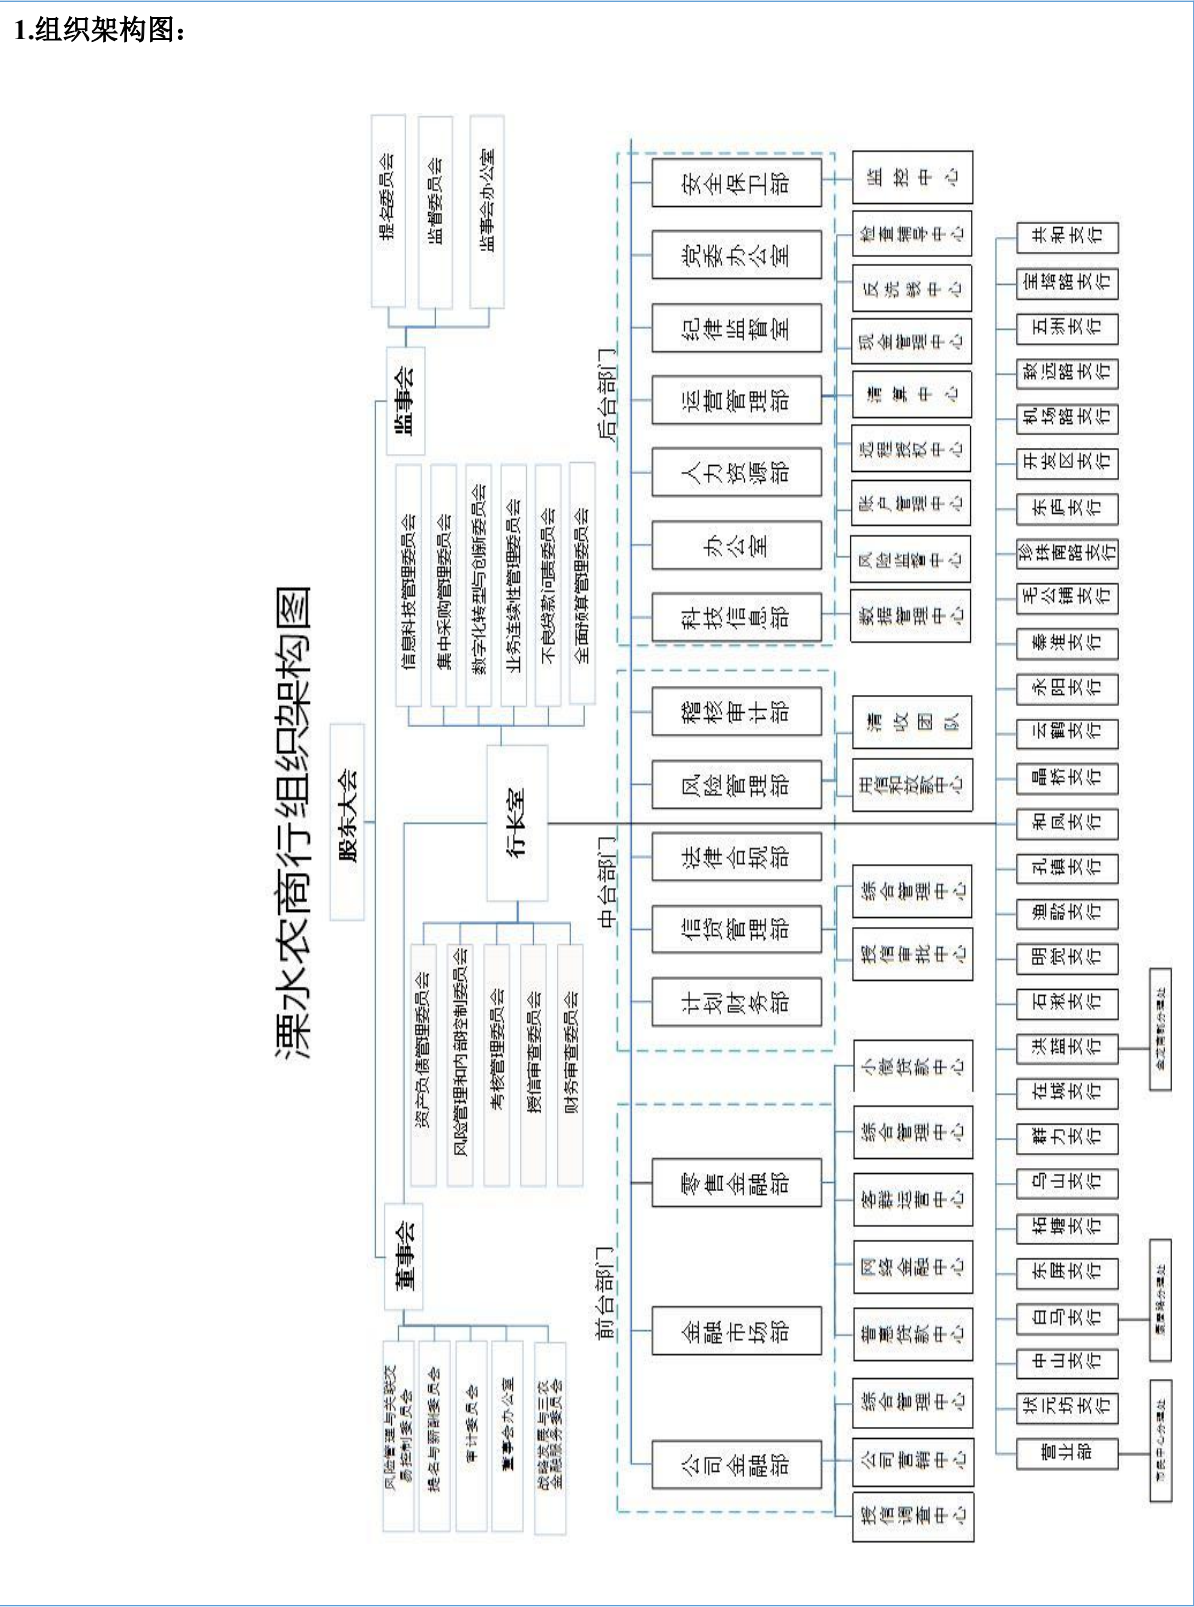 1.组织架构图：
溧水农商行组织架构图
股东大会
董事会
监事会
风险管理与关联交
易控制委员会
提名与薪酬委员会
审计委员会
董事会办公室
战略发展与三农
金融服务委员会
提名委员会
监督委员会
监事会办公室
行长室
资产负债管理委员会
风险管理和内部控制委员会
考核管理委员会
授信审查委员会
财务审查委员会
信息科技管理委员会
集中采购管理委员会
数字化转型与创新委员会
业务连续性管理委员会
不良贷款问责委员会
全面预算管理委员会
前台部门
中台部门
后台部门
公司金融部
金融市场部
零售金融部
计划财务部
信贷管理部
法律合规部
风险管理部
稽核审计部
科技信息部
办公室
人力资源部
运营管理部
纪律监督室
党委办公室
安全保卫部
授信调查中心
公司营销中心
综合管理中心
普惠贷款中心
网络金融中心
客群运营中心
综合管理中心
小微贷款中心
授信审批中心
综合管理中心
用信和放款中心
清收团队
数据管理中心
风险监督中心
账户管理中心
远程授权中心
清算中心
现金管理中心
反洗钱中心
检查辅导中心
监控中心
营业部
状元坊支行
中山支行
白马支行
东屏支行
柘塘支行
乌山支行
群力支行
在城支行
洪蓝支行
石湫支行
明觉支行
渔歌支行
孔镇支行
和凤支行
晶桥支行
云鹤支行
永阳支行
秦淮支行
毛公铺支行
珍珠南路支行
东庐支行
开发区支行
机场路支行
致远路支行
五洲支行
宝塔路支行
共和支行
市民中心分理处